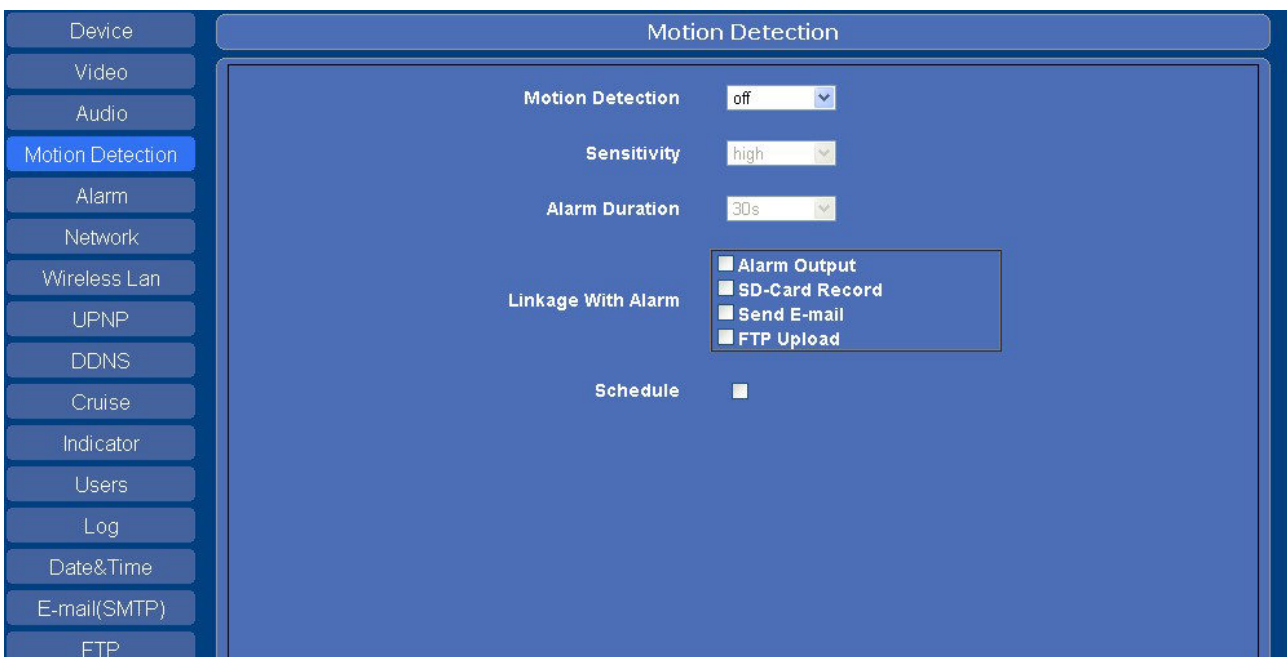 Device
Video
Audio
Motion Detection
Alarm
Network
Wireless Lan
UPNP
DDNS
Cruise
Indicator
Users
Log
Date&Time
E-mail(SMTP)
FTP
Motion Detection
Motion Detection off
Sensitivity high
Alarm Duration 30s
Linkage With Alarm
Alarm Output
SD-Card Record
Send E-mail
FTP Upload
Schedule